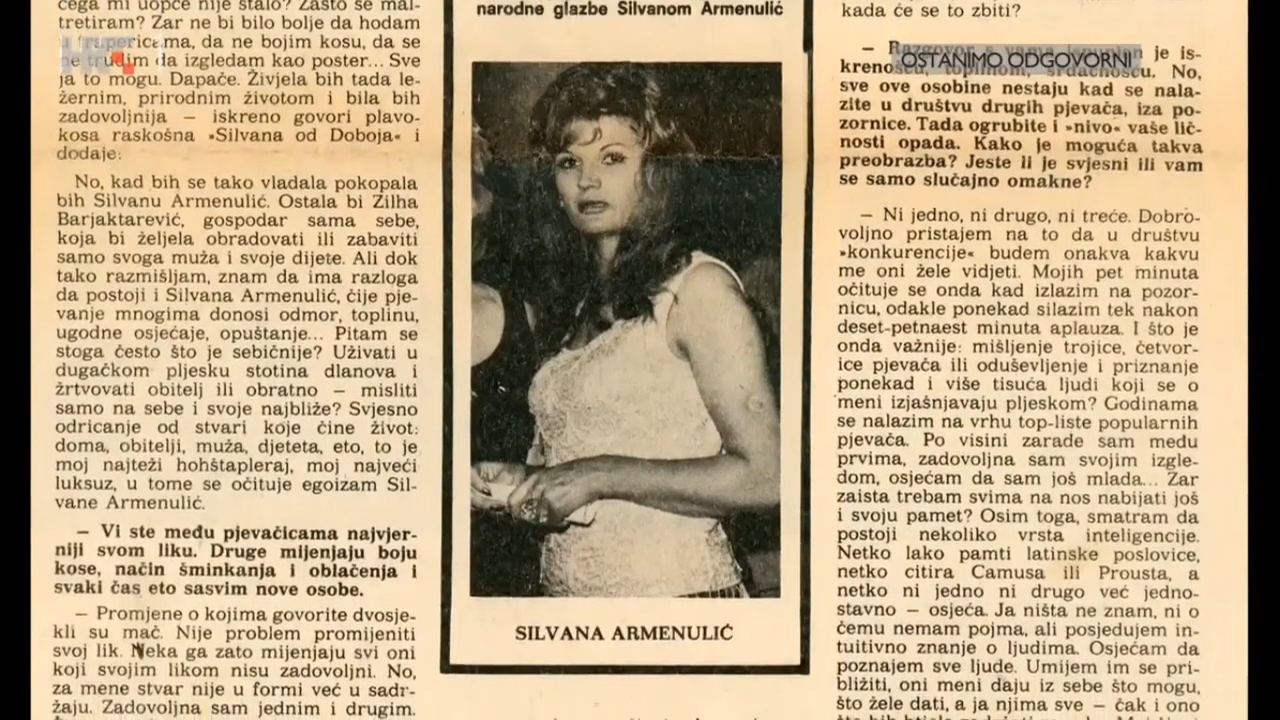 čega mi uopće nije stalo? Zašto se mal-
tretiram? Zar ne bi bilo bolje da hodam
u trapericama, da ne bojim kosu, da se
ne trudim da izgledam kao poster... Sve
ja to mogu. Dapače. Živjela bih tada le-
žernim, prirodnim životom i bila bih
zadovoljnija — iskreno govori plavo-
kosa raskošna »Silvana od Doboja« i
dodaje:
No, kad bih se tako vladala pokopala
bih Silvanu Armenulić. Ostala bi Zilha
Barjaktarević, gospodar sama sebe,
koja bi željela obradovati ili zabaviti
samo svoga muža i svoje dijete. Ali dok
tako razmišljam, znam da ima razloga
da postoji i Silvana Armenulić, čije pje-
vanje mnogima donosi odmor, toplinu,
ugodne osjećaje, opuštanje... Pitam se
stoga često što je sebičnije? Uživati u
dugačkom pljesku stotina dlanova i
žrtvovati obitelj ili obratno — misliti
samo na sebe i svoje najbliže? Svjesno
odricanje od stvari koje čine život:
doma, obitelji, muža, djeteta, eto, to je
moj najteži hohštapleraj, moj najveći
luksuz, u tome se očituje egoizam Sil-
vane Armenulić.
— Vi ste među pjevačicama najvjer-
niji svom liku. Druge mijenjaju boju
kose, način šminkanja i oblačenja i
svaki čas eto sasvim nove osobe.
— Promjene o kojima govorite dvosje-
kli su mač. Nije problem promijeniti
svoj lik. Neka ga zato mijenjaju svi oni
koji svojim likom nisu zadovoljni. No,
za mene stvar nije u formi već u sadr-
žaju. Zadovoljna sam jednim i drugim.
narodne glazbe Silvanom Armenulić
SILVANA ARMENULIĆ
kada će se to zbiti?
— Razgovor s vama ispunjen je is-
krenošću, toplinom, srdačnošću. No,
sve ove osobine nestaju kad se nala-
zite u društvu drugih pjevača, iza po-
zornice. Tada ogrubite i »nivo« vaše lič-
nosti opada. Kako je moguća takva
preobrazba? Jeste li je svjesni ili vam
se samo slučajno omakne?
— Ni jedno, ni drugo, ni treće. Dobro-
voljno pristajem na to da u društvu
»konkurencije« budem onakva kakvu
me oni žele vidjeti. Mojih pet minuta
očituje se onda kad izlazim na pozor-
nicu, odakle ponekad silazim tek nakon
deset-petnaest minuta aplauza. I što je
onda važnije: mišljenje trojice, četvor-
ice pjevača ili oduševljenje i priznanje
ponekad i više tisuća ljudi koji se o
meni izjašnjavaju pljeskom? Godinama
se nalazim na vrhu top-liste popularnih
pjevača. Po visini zarade sam među
prvima, zadovoljna sam svojim izgle-
dom, osjećam da sam još mlada... Zar
zaista trebam svima na nos nabijati još
i svoju pamet? Osim toga, smatram da
postoji nekoliko vrsta inteligencije.
Netko lako pamti latinske poslovice,
netko citira Camusa ili Prousta, a
netko ni jedno ni drugo već jedno-
stavno — osjeća. Ja ništa ne znam, ni o
čemu nemam pojma, ali posjedujem in-
tuitivno znanje o ljudima. Osjećam da
poznajem sve ljude. Umijem im se pri-
bližiti, oni meni daju iz sebe što mogu,
što žele dati, a ja njima sve — čak i ono
HRT
OSTANIMO ODGOVORNI